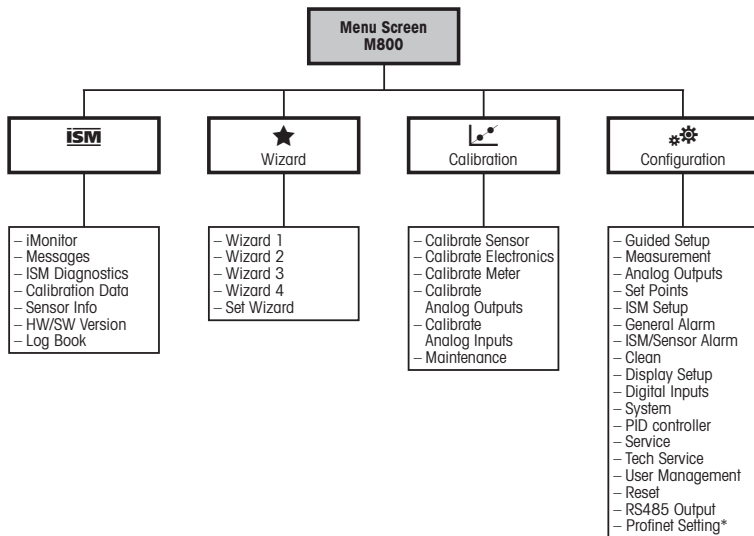 Menu Screen
M800
ISM
Wizard
Calibration
Configuration
– iMonitor
– Messages
– ISM Diagnostics
– Calibration Data
– Sensor Info
– HW/SW Version
– Log Book
– Wizard 1
– Wizard 2
– Wizard 3
– Wizard 4
– Set Wizard
– Calibrate Sensor
– Calibrate Electronics
– Calibrate Meter
– Calibrate
Analog Outputs
– Calibrate
Analog Inputs
– Maintenance
– Guided Setup
– Measurement
– Analog Outputs
– Set Points
– ISM Setup
– General Alarm
– ISM/Sensor Alarm
– Clean
– Display Setup
– Digital Inputs
– System
– PID controller
– Service
– Tech Service
– User Management
– Reset
– RS485 Output
– Profinet Setting*